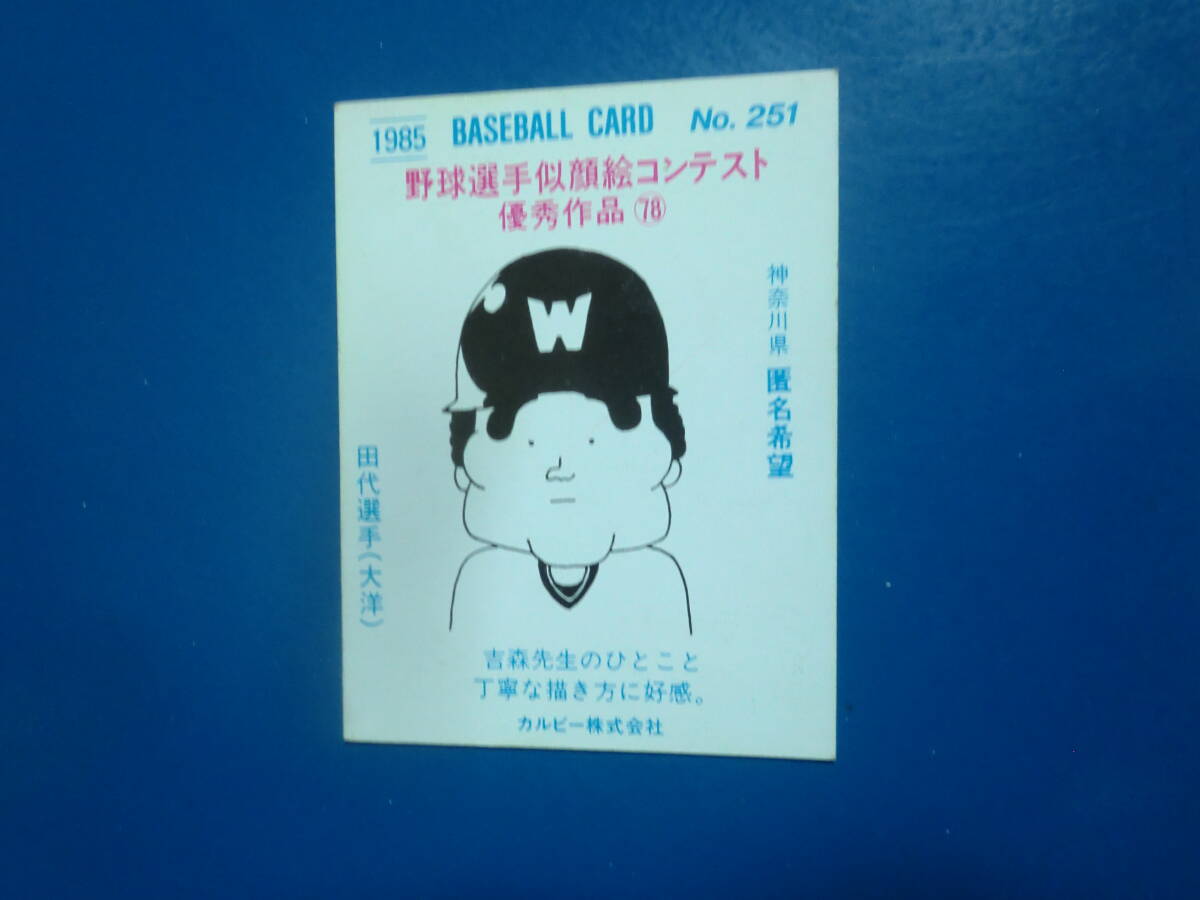 1985 BASEBALL CARD No. 251
野球選手似顔絵コンテスト
優秀作品 ㊆㊇
神奈川県 匿名希望
W
田代選手(大洋)
吉森先生のひとこと
丁寧な描き方に好感。
カルビー株式会社